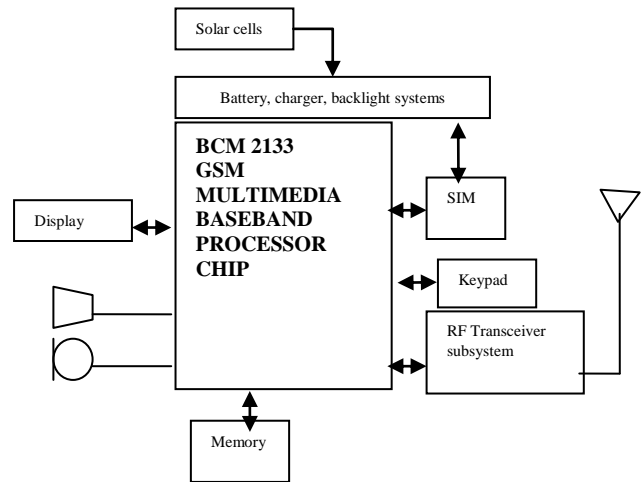 Solar cells
Battery, charger, backlight systems
BCM 2133
GSM
MULTIMEDIA
BASEBAND
PROCESSOR
CHIP
SIM
Display
Keypad
RF Transceiver
subsystem
Memory